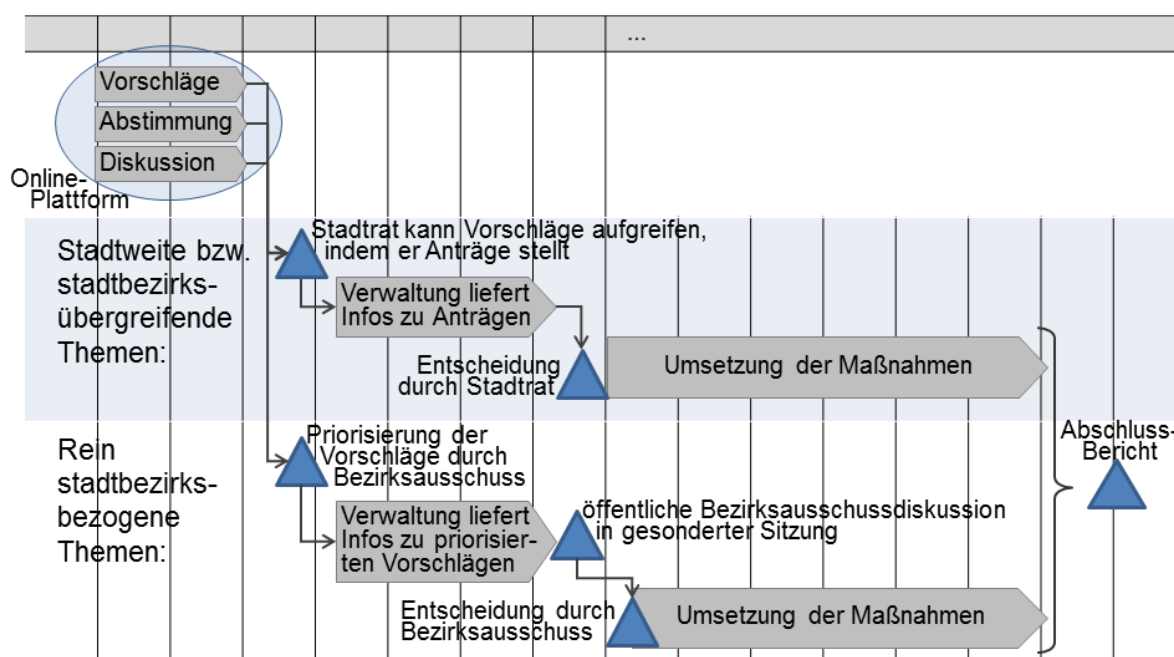 ...
Vorschläge
Abstimmung
Diskussion
Online-
Plattform
Stadtweite bzw.
stadtbezirks-
übergreifende
Themen:
Stadtrat kann Vorschläge aufgreifen,
indem er Anträge stellt
Verwaltung liefert
Infos zu Anträgen
Entscheidung
durch Stadtrat
Umsetzung der Maßnahmen
Rein
stadtbezirks-
bezogene
Themen:
Priorisierung der
Vorschläge durch
Bezirksausschuss
Verwaltung liefert
Infos zu priorisier-
ten Vorschlägen
öffentliche Bezirksausschussdiskussion
in gesonderter Sitzung
Entscheidung durch
Bezirksausschuss
Umsetzung der Maßnahmen
Abschluss-
Bericht